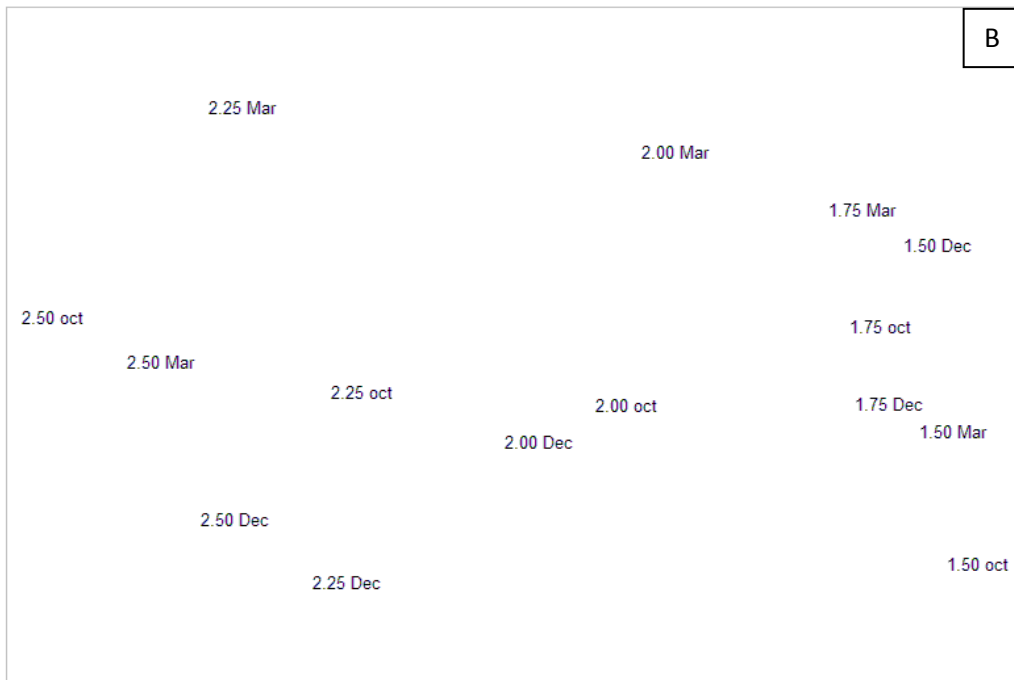 B
2.25 Mar
2.00 Mar
1.75 Mar
1.50 Dec
2.50 oct
1.75 oct
2.50 Mar
2.25 oct
2.00 oct
1.75 Dec
1.50 Mar
2.00 Dec
2.50 Dec
1.50 oct
2.25 Dec